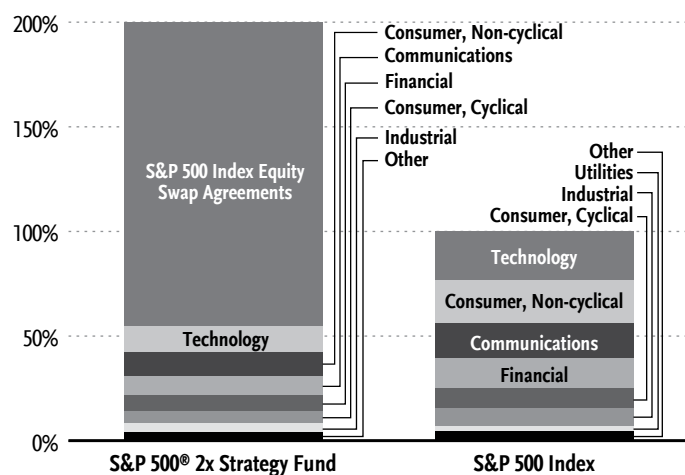 200%
150%
100%
50%
0%
S&P 500 Index Equity
Swap Agreements
Technology
Consumer, Non-cyclical
Communications
Financial
Consumer, Cyclical
Industrial
Other
Other
Utilities
Industrial
Consumer, Cyclical
Technology
Consumer, Non-cyclical
Communications
Financial
S&P 500® 2x Strategy Fund
S&P 500 Index